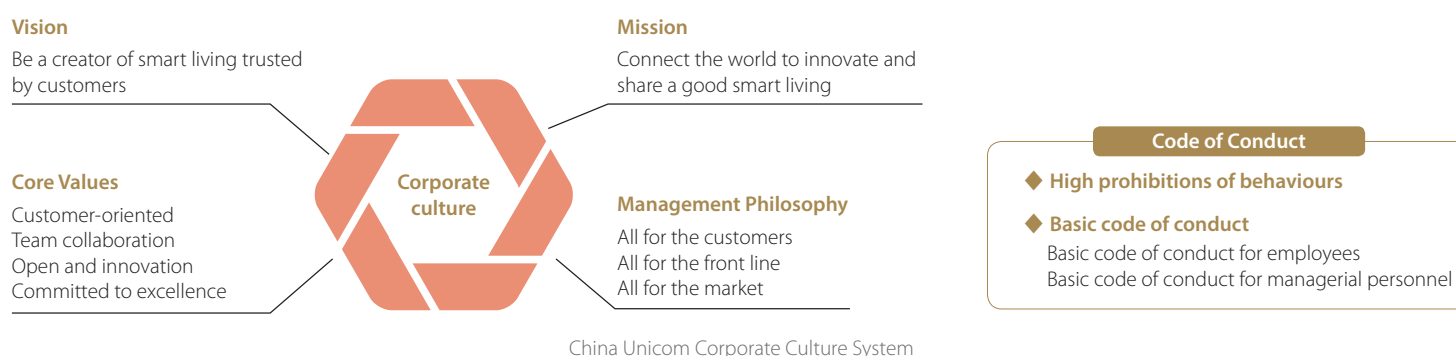 Vision
Be a creator of smart living trusted
by customers
Mission
Connect the world to innovate and
share a good smart living
Core Values
Customer-oriented
Team collaboration
Open and innovation
Committed to excellence
Corporate
culture
Management Philosophy
All for the customers
All for the front line
All for the market
Code of Conduct
High prohibitions of behaviours
Basic code of conduct
Basic code of conduct for employees
Basic code of conduct for managerial personnel
China Unicom Corporate Culture System